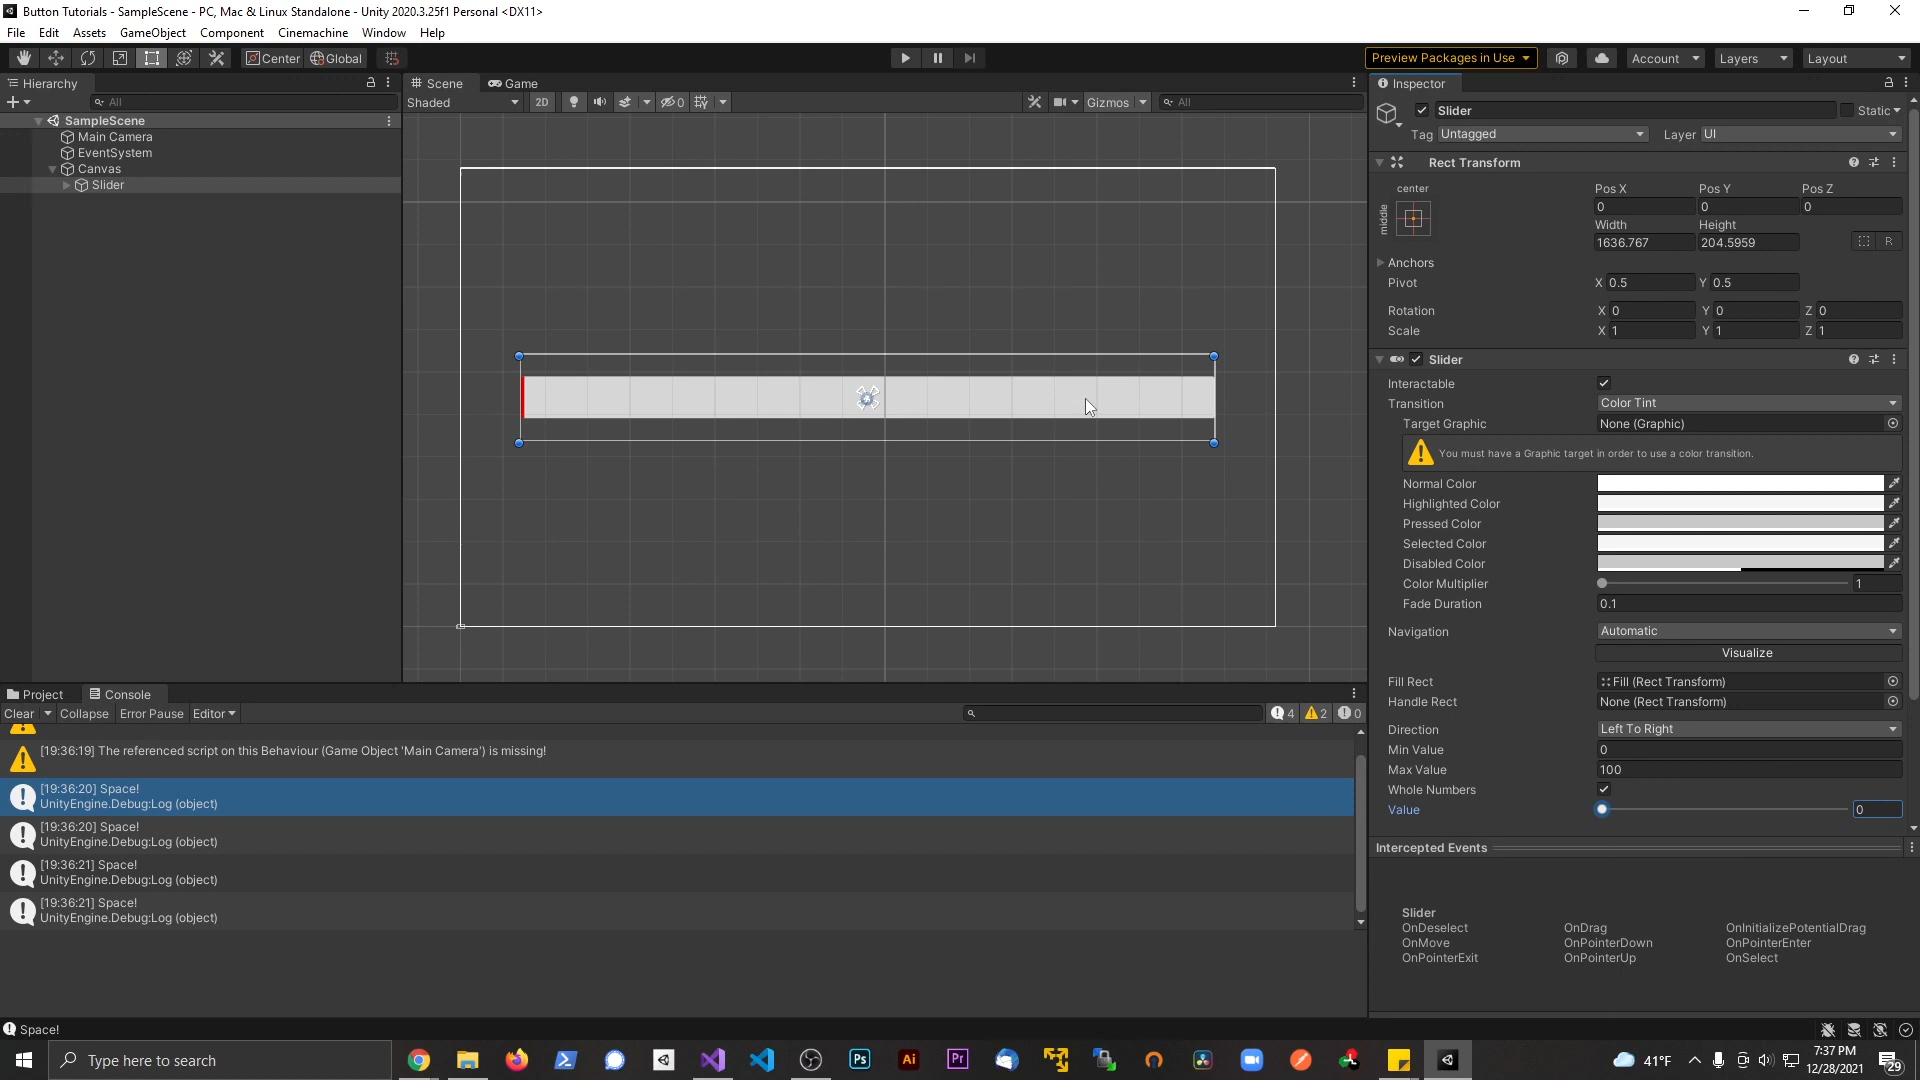 Button Tutorials - SampleScene - PC, Mac & Linux Standalone - Unity 2020.3.25f1 Personal <DX11>
File Edit Assets GameObject Component Cinemachine Window Help
Center Global Preview Packages in Use Account Layers Layout
Hierarchy Scene Game Inspector
All Shaded 2D 0 Gizmos All
SampleScene
Main Camera
EventSystem
Canvas
Slider
Slider Static
Tag Untagged Layer UI
Rect Transform
center
middle
Pos X Pos Y Pos Z
0 0 0
Width Height
1636.767 204.5959 R
Anchors
Pivot X 0.5 Y 0.5
Rotation X 0 Y 0 Z 0
Scale X 1 Y 1 Z 1
Slider
Interactable
Transition Color Tint
Target Graphic None (Graphic)
You must have a Graphic target in order to use a color transition.
Normal Color
Highlighted Color
Pressed Color
Selected Color
Disabled Color
Color Multiplier 1
Fade Duration 0.1
Navigation Automatic
Visualize
Fill Rect Fill (Rect Transform)
Handle Rect None (Rect Transform)
Direction Left To Right
Min Value 0
Max Value 100
Whole Numbers
Value 0
Intercepted Events
Slider
OnDeselect OnDrag OnInitializePotentialDrag
OnMove OnPointerDown OnPointerEnter
OnPointerExit OnPointerUp OnSelect
Project Console
Clear Collapse Error Pause Editor 4 2 0
[19:36:19] The referenced script on this Behaviour (Game Object 'Main Camera') is missing!
[19:36:20] Space!
UnityEngine.Debug:Log (object)
[19:36:20] Space!
UnityEngine.Debug:Log (object)
[19:36:21] Space!
UnityEngine.Debug:Log (object)
[19:36:21] Space!
UnityEngine.Debug:Log (object)
Space!
Type here to search
Ps Ai Pr
41°F
7:37 PM
12/28/2021
29